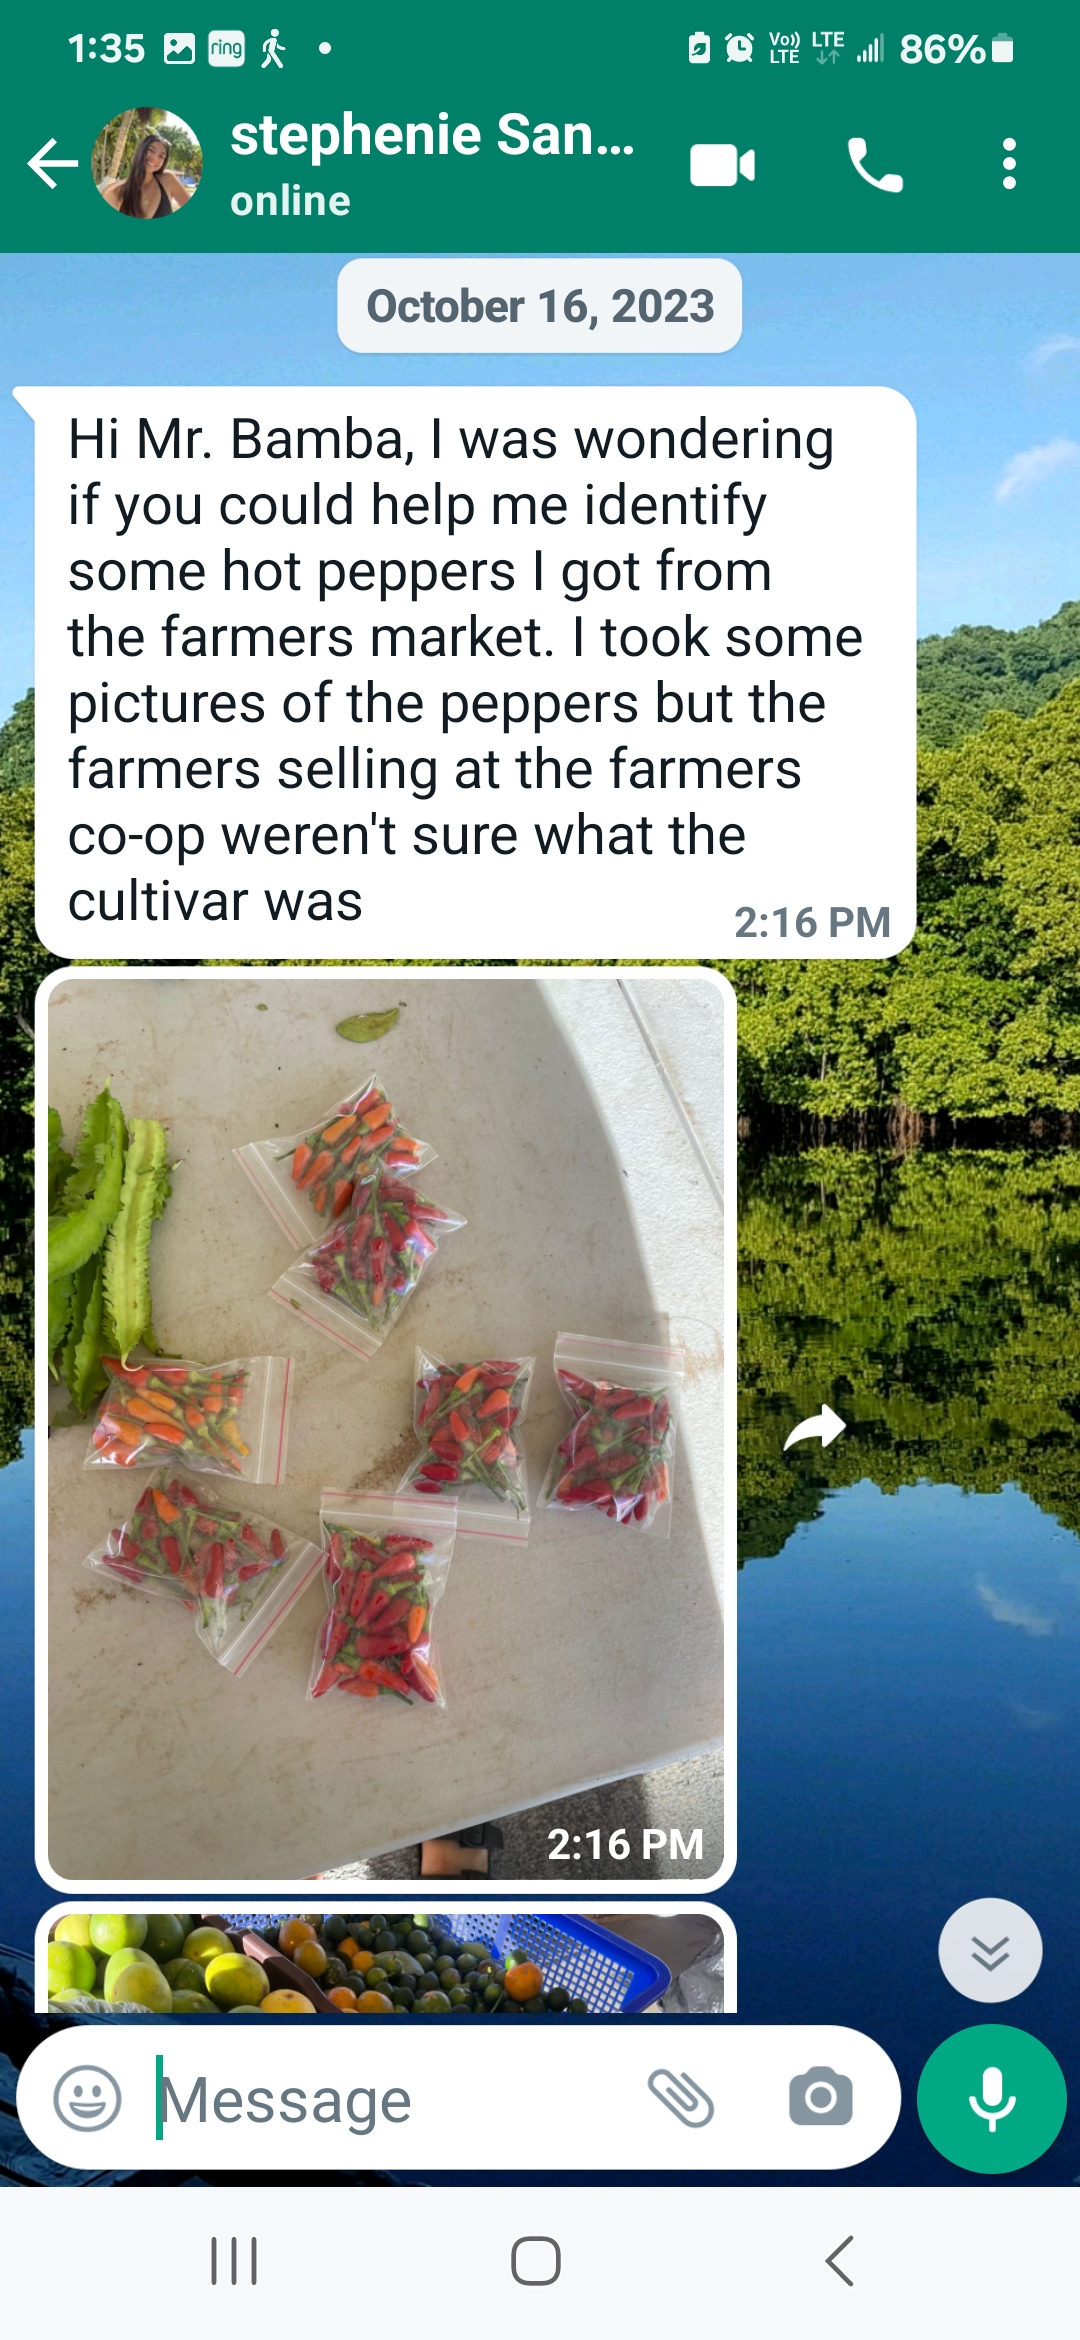 1:35 ring Vo)) LTE LTE 86%
stephenie San...
online
October 16, 2023
Hi Mr. Bamba, I was wondering
if you could help me identify
some hot peppers I got from
the farmers market. I took some
pictures of the peppers but the
farmers selling at the farmers
co-op weren't sure what the
cultivar was
2:16 PM
2:16 PM
Message